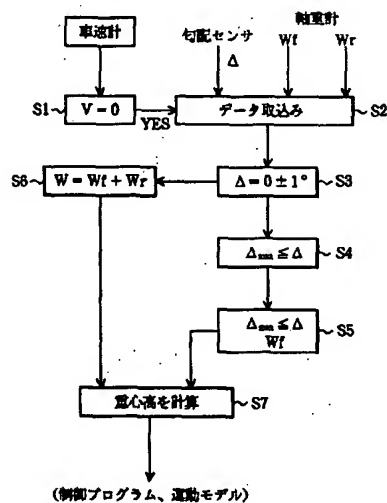 車速計
勾配センサ
Δ
軸重計
Wf
Wr
S1
V = 0
YES
データ取込み
S2
S6
W = Wf + Wr
Δ = 0 ± 1°
S3
≦ Δ
S4
≦ Δ
Wf
S5
重心高を計算
S7
(制御プログラム、運動モデル)